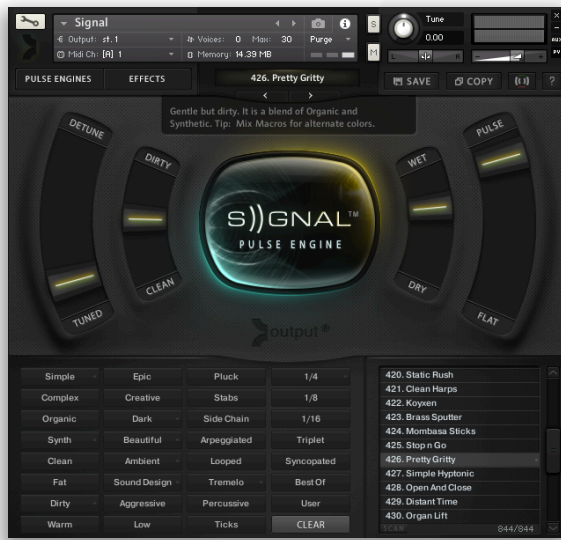 Signal
S
Tune
Output: st.1
Voices: 0 Max: 30 Purge
0.00
Midi Ch: [A] 1
Memory: 14.39 MB
M
L R
AUX
PV
PULSE ENGINES EFFECTS
426. Pretty Gritty
SAVE COPY ?
Gentle but dirty. It is a blend of Organic and
Synthetic. Tip: Mix Macros for alternate colors.
DETUNE
DIRTY
WET
PULSE
S))GNAL™
PULSE ENGINE
CLEAN
DRY
TUNED
FLAT
output
Simple Epic Pluck 1/4
Complex Creative Stabs 1/8
Organic Dark Side Chain 1/16
Synth Beautiful Arpeggiated Triplet
Clean Ambient Looped Syncopated
Fat Sound Design Tremelo Best Of
Dirty Aggressive Percussive User
Warm Low Ticks CLEAR
420. Static Rush
421. Clean Harps
422. Koyxen
423. Brass Sputter
424. Mombasa Sticks
425. Stop n Go
426. Pretty Gritty
427. Simple Hyptonic
428. Open And Close
429. Distant Time
430. Organ Lift
SCAN 844/844